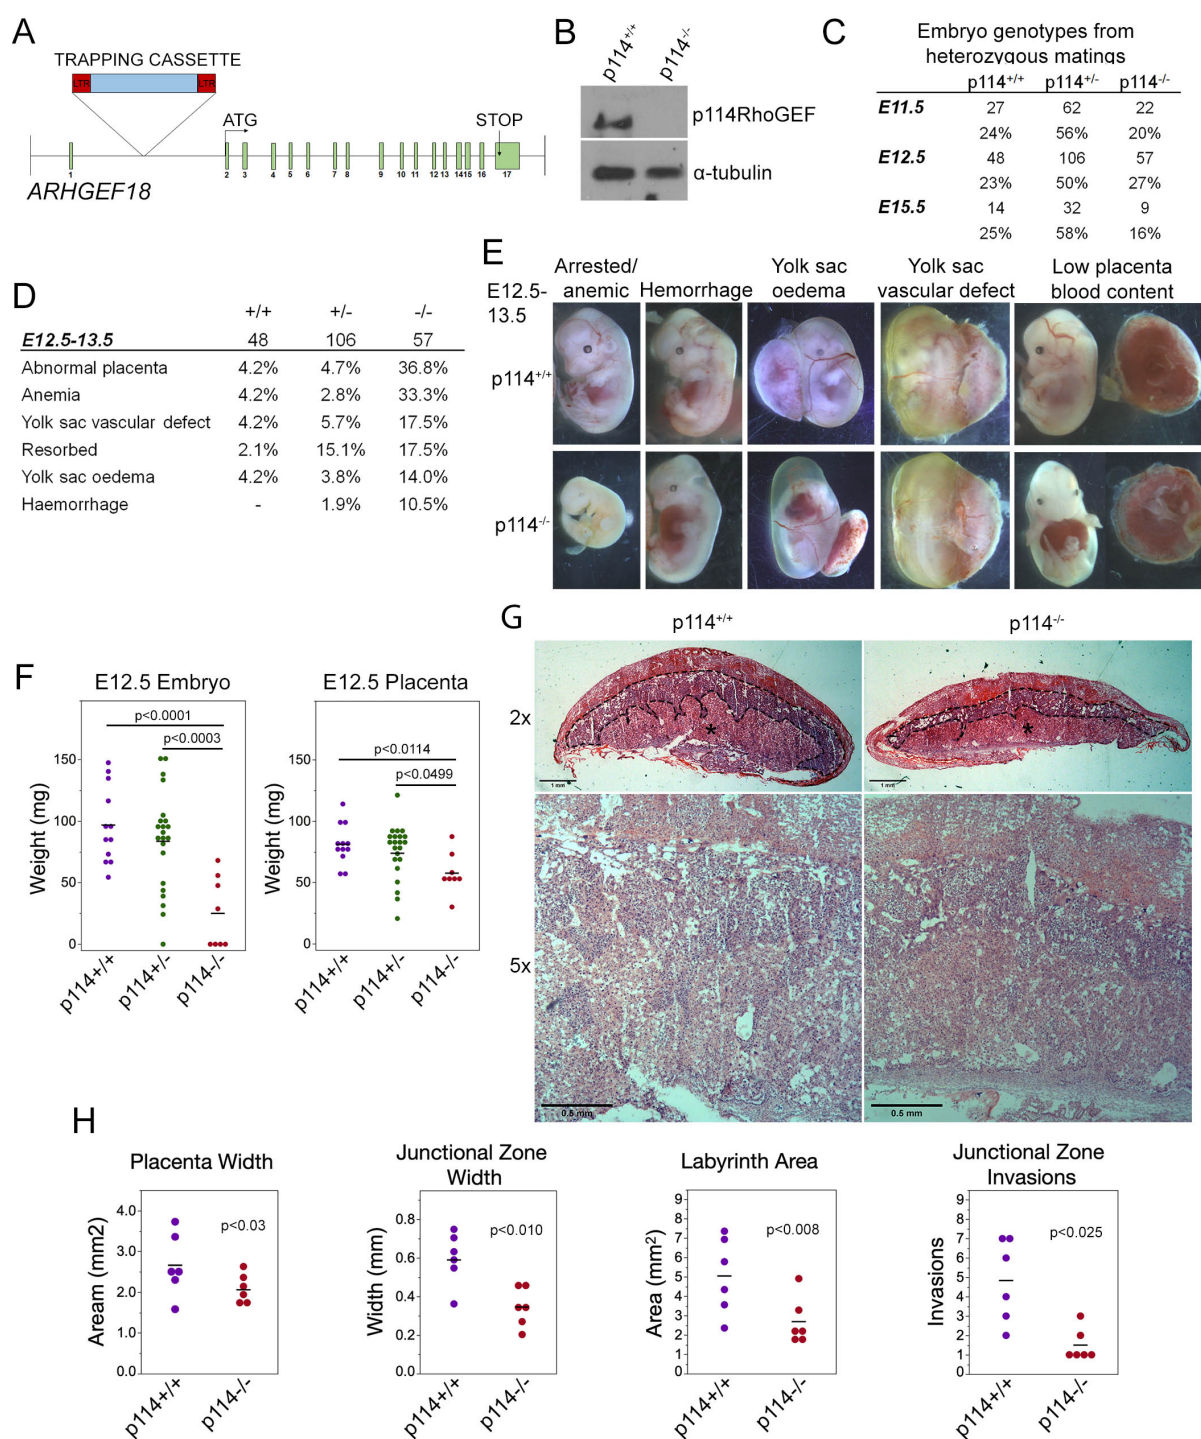 A
TRAPPING CASSETTE
LTR
LTR
ATG
STOP
1 2 3 4 5 6 7 8 9 10 11 12 13 14 15 16 17
ARHGEF18
B
p114+/+
p114-/-
p114RhoGEF
α-tubulin
C
Embryo genotypes from
heterozygous matings
p114+/+ p114+/- p114-/-
E11.5 27 62 22
24% 56% 20%
E12.5 48 106 57
23% 50% 27%
E15.5 14 32 9
25% 58% 16%
D
+/+ +/- -/-
E12.5-13.5 48 106 57
Abnormal placenta 4.2% 4.7% 36.8%
Anemia 4.2% 2.8% 33.3%
Yolk sac vascular defect 4.2% 5.7% 17.5%
Resorbed 2.1% 15.1% 17.5%
Yolk sac oedema 4.2% 3.8% 14.0%
Haemorrhage - 1.9% 10.5%
E
E12.5-
13.5
Arrested/
anemic
Hemorrhage
Yolk sac
oedema
Yolk sac
vascular defect
Low placenta
blood content
p114+/+
p114-/-
F
E12.5 Embryo
p<0.0001
p<0.0003
Weight (mg)
150
100
50
0
p114+/+
p114+/-
p114-/-
E12.5 Placenta
p<0.0114
p<0.0499
Weight (mg)
150
100
50
0
p114+/+
p114+/-
p114-/-
G
p114+/+
p114-/-
2x
*
*
1 mm
1 mm
5x
0.5 mm
0.5 mm
H
Placenta Width
Aream (mm2)
4.0
3.0
2.0
1.0
0.0
p<0.03
p114+/+
p114-/-
Junctional Zone
Width
Width (mm)
0.8
0.6
0.4
0.2
0.0
p<0.010
p114+/+
p114-/-
Labyrinth Area
Area (mm2)
9
8
7
6
5
4
3
2
1
0
p<0.008
p114+/+
p114-/-
Junctional Zone
Invasions
Invasions
9
8
7
6
5
4
3
2
1
0
p<0.025
p114+/+
p114-/-